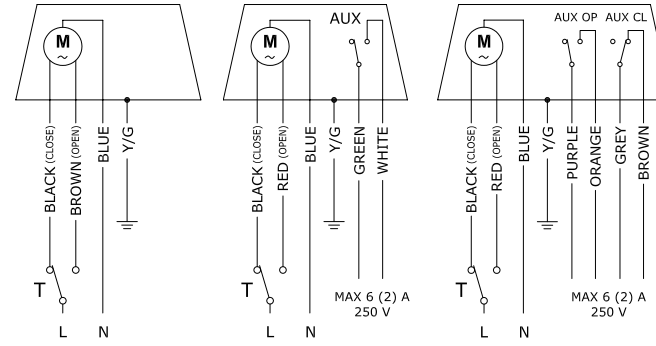 M
~
BLACK (CLOSE)
BROWN (OPEN)
BLUE
Y/G
T
L N
AUX
M
~
BLACK (CLOSE)
RED (OPEN)
BLUE
Y/G
GREEN
WHITE
T
MAX 6 (2) A
250 V
L N
AUX OP AUX CL
M
~
BLACK (CLOSE)
RED (OPEN)
BLUE
Y/G
PURPLE
ORANGE
GREY
BROWN
T
MAX 6 (2) A
250 V
L N